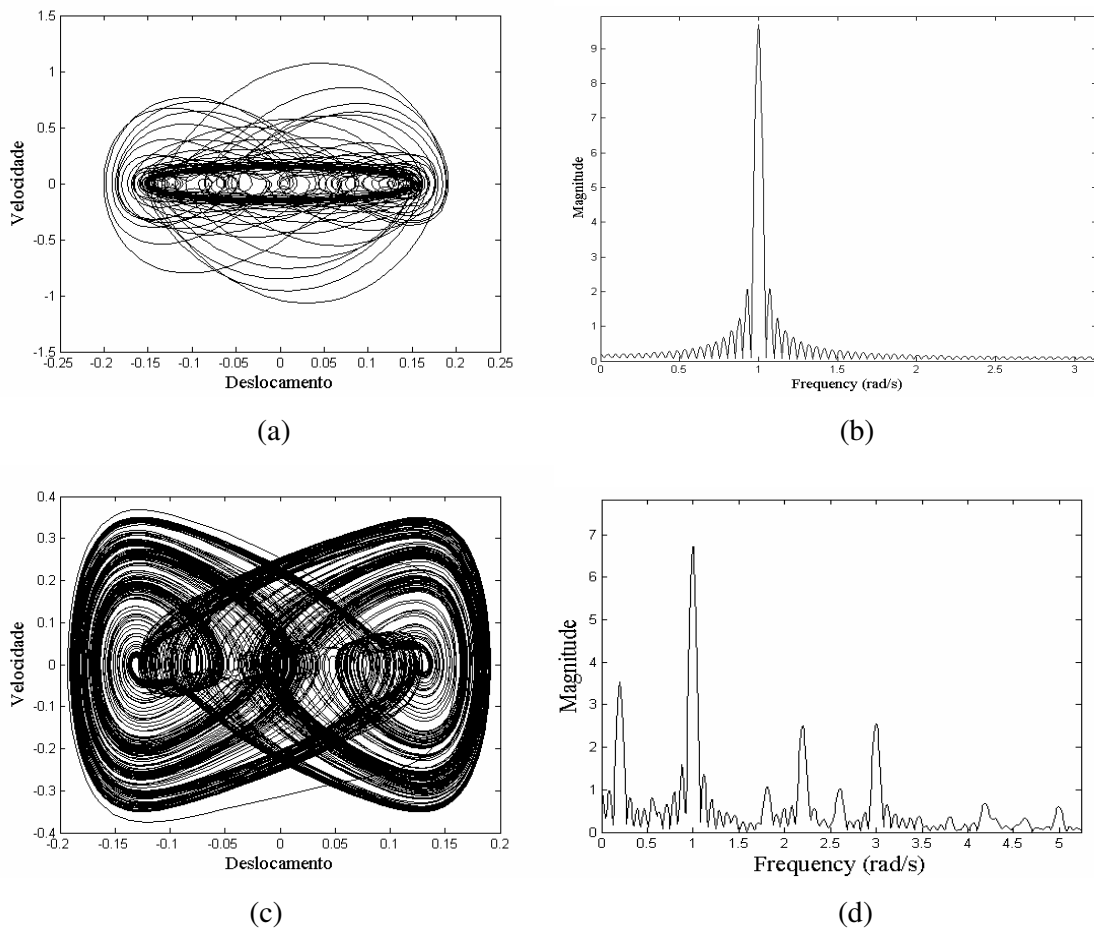 1.5
1
0.5
0
-0.5
-1
-1.5
Velocidade
-0.25 -0.2 -0.15 -0.1 -0.05 0 0.05 0.1 0.15 0.2 0.25
Deslocamento
(a)
9
8
7
6
5
4
3
2
1
0
Magnitude
0 0.5 1 1.5 2 2.5 3
Frequency (rad/s)
(b)
0.4
0.3
0.2
0.1
0
-0.1
-0.2
-0.3
-0.4
Velocidade
-0.2 -0.15 -0.1 -0.05 0 0.05 0.1 0.15 0.2
Deslocamento
(c)
7
6
5
4
3
2
1
0
Magnitude
0 0.5 1 1.5 2 2.5 3 3.5 4 4.5 5
Frequency (rad/s)
(d)